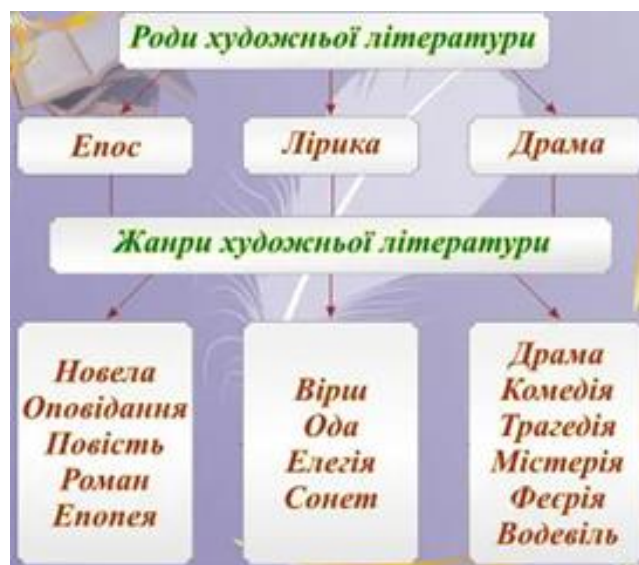 Роди художньої літератури
Епос
Лірика
Драма
Жанри художньої літератури
Новела
Оповідання
Повість
Роман
Епопея
Вірш
Ода
Елегія
Сонет
Драма
Комедія
Трагедія
Містерія
Феєрія
Водевіль